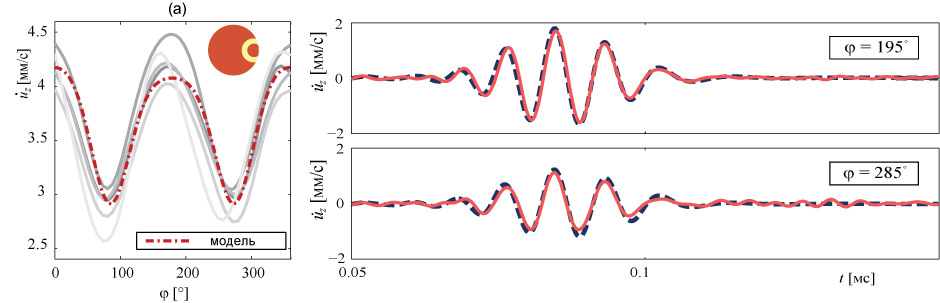 (a)
4.5
4
3.5
3
2.5
u̇z [мм/с]
0
100
200
300
φ [°]
модель
2
0
−2
u̇z [мм/с]
φ = 195°
2
0
−2
u̇z [мм/с]
φ = 285°
0.05
0.1
t [мс]